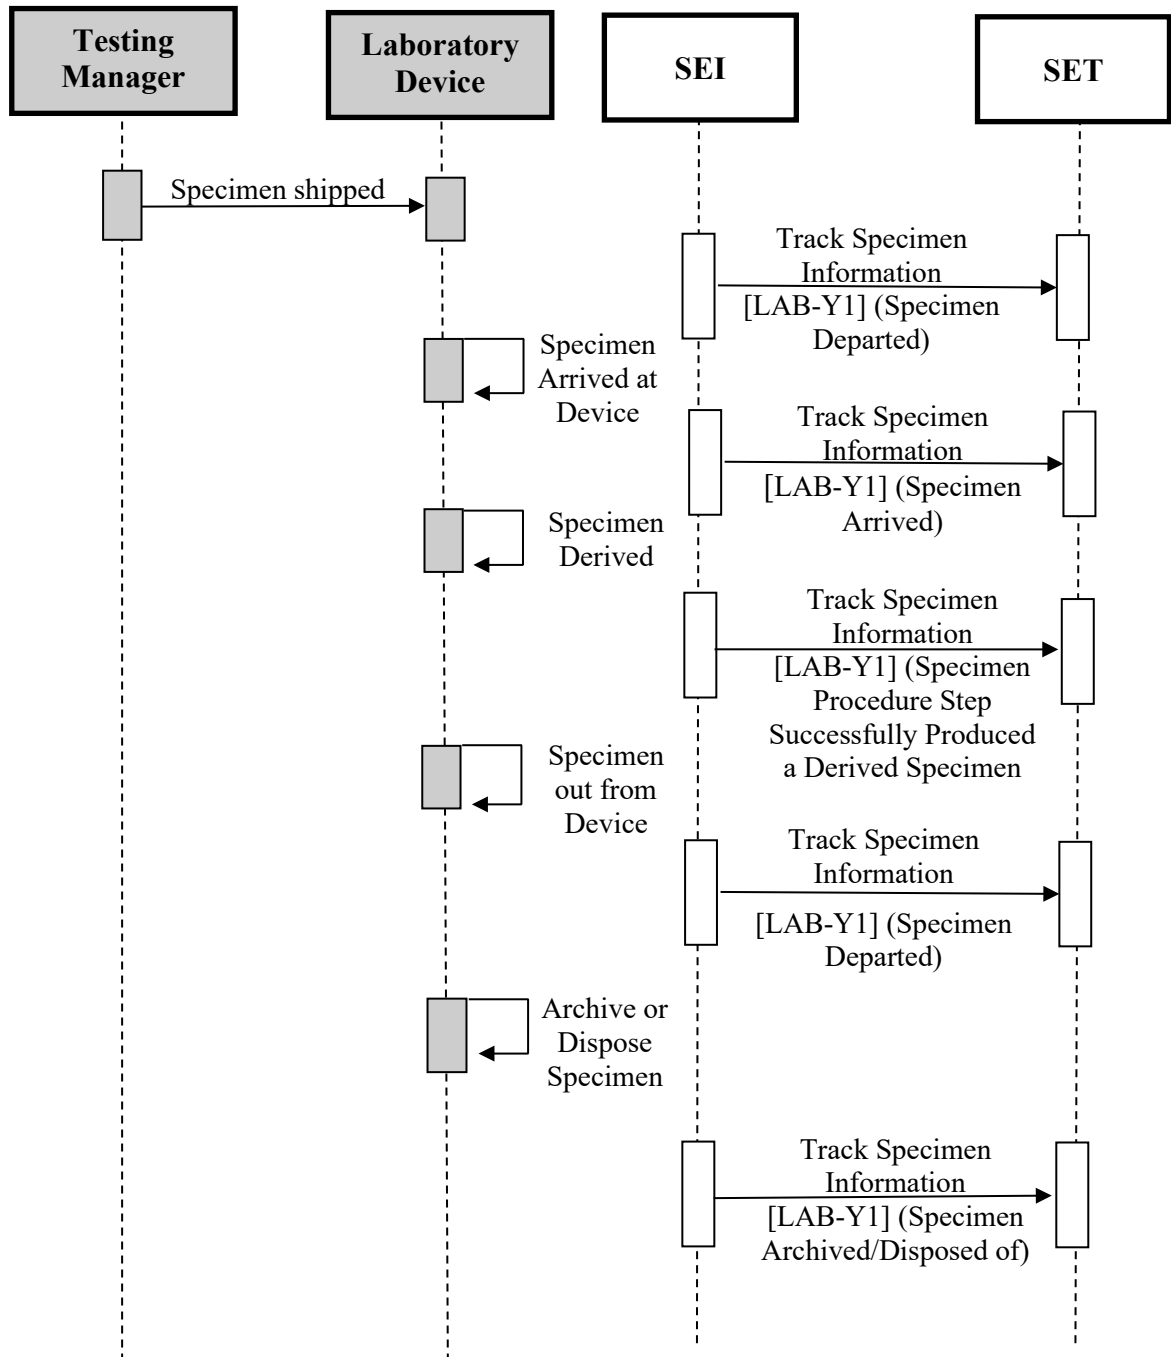 Testing
Manager
Laboratory
Device
SEI
SET
Specimen shipped
Track Specimen
Information
[LAB-Y1] (Specimen
Departed)
Specimen
Arrived at
Device
Track Specimen
Information
[LAB-Y1] (Specimen
Arrived)
Specimen
Derived
Track Specimen
Information
[LAB-Y1] (Specimen
Procedure Step
Successfully Produced
a Derived Specimen
Specimen
out from
Device
Track Specimen
Information
[LAB-Y1] (Specimen
Departed)
Archive or
Dispose
Specimen
Track Specimen
Information
[LAB-Y1] (Specimen
Archived/Disposed of)